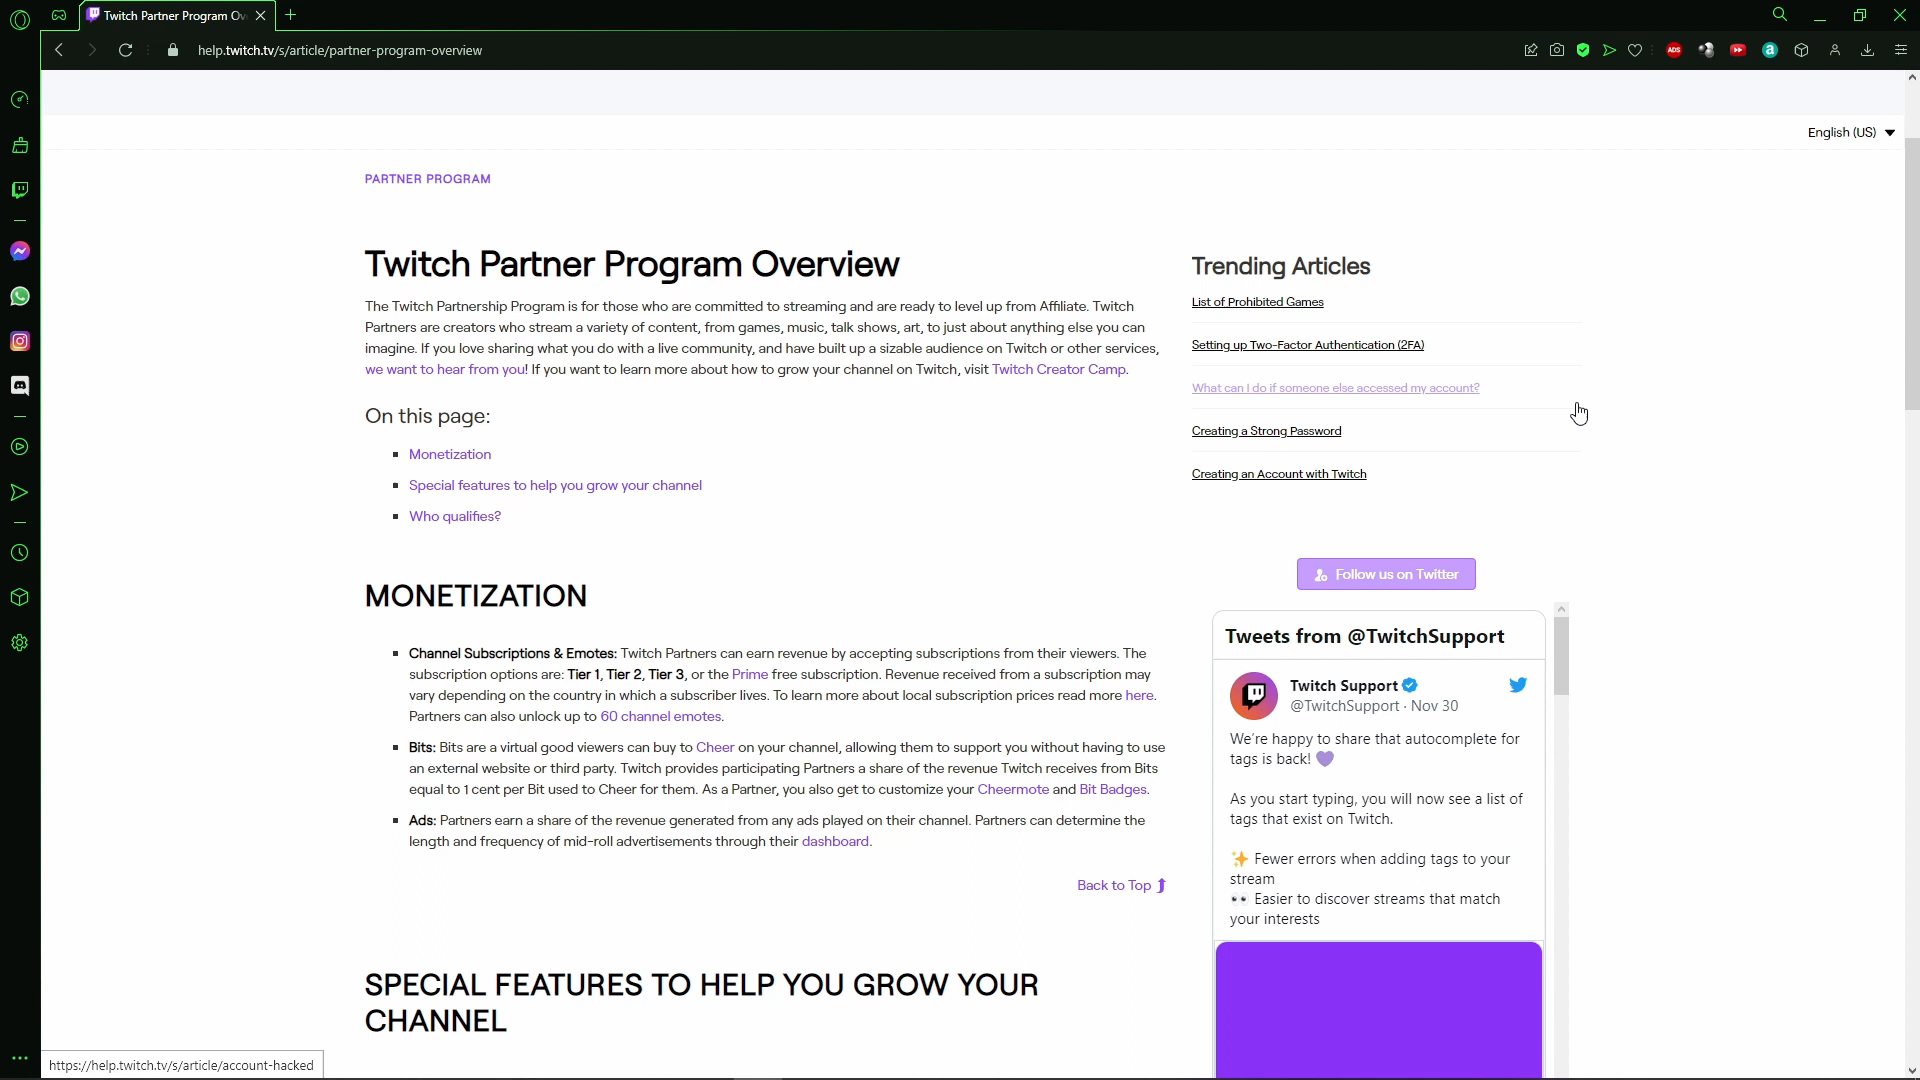 Twitch Partner Program Ov
help.twitch.tv/s/article/partner-program-overview
ADS
a
English (US)
PARTNER PROGRAM
Twitch Partner Program Overview
The Twitch Partnership Program is for those who are committed to streaming and are ready to level up from Affiliate. Twitch
Partners are creators who stream a variety of content, from games, music, talk shows, art, to just about anything else you can
imagine. If you love sharing what you do with a live community, and have built up a sizable audience on Twitch or other services,
we want to hear from you! If you want to learn more about how to grow your channel on Twitch, visit Twitch Creator Camp.
On this page:
Monetization
Special features to help you grow your channel
Who qualifies?
MONETIZATION
Channel Subscriptions & Emotes: Twitch Partners can earn revenue by accepting subscriptions from their viewers. The
subscription options are: Tier 1, Tier 2, Tier 3, or the Prime free subscription. Revenue received from a subscription may
vary depending on the country in which a subscriber lives. To learn more about local subscription prices read more here.
Partners can also unlock up to 60 channel emotes.
Bits: Bits are a virtual good viewers can buy to Cheer on your channel, allowing them to support you without having to use
an external website or third party. Twitch provides participating Partners a share of the revenue Twitch receives from Bits
equal to 1 cent per Bit used to Cheer for them. As a Partner, you also get to customize your Cheermote and Bit Badges.
Ads: Partners earn a share of the revenue generated from any ads played on their channel. Partners can determine the
length and frequency of mid-roll advertisements through their dashboard.
Back to Top
SPECIAL FEATURES TO HELP YOU GROW YOUR
CHANNEL
Trending Articles
List of Prohibited Games
Setting up Two-Factor Authentication (2FA)
What can I do if someone else accessed my account?
Creating a Strong Password
Creating an Account with Twitch
Follow us on Twitter
Tweets from @TwitchSupport
Twitch Support
@TwitchSupport · Nov 30
We're happy to share that autocomplete for
tags is back! 💜
As you start typing, you will now see a list of
tags that exist on Twitch.
✨ Fewer errors when adding tags to your
stream
👀 Easier to discover streams that match
your interests
https://help.twitch.tv/s/article/account-hacked